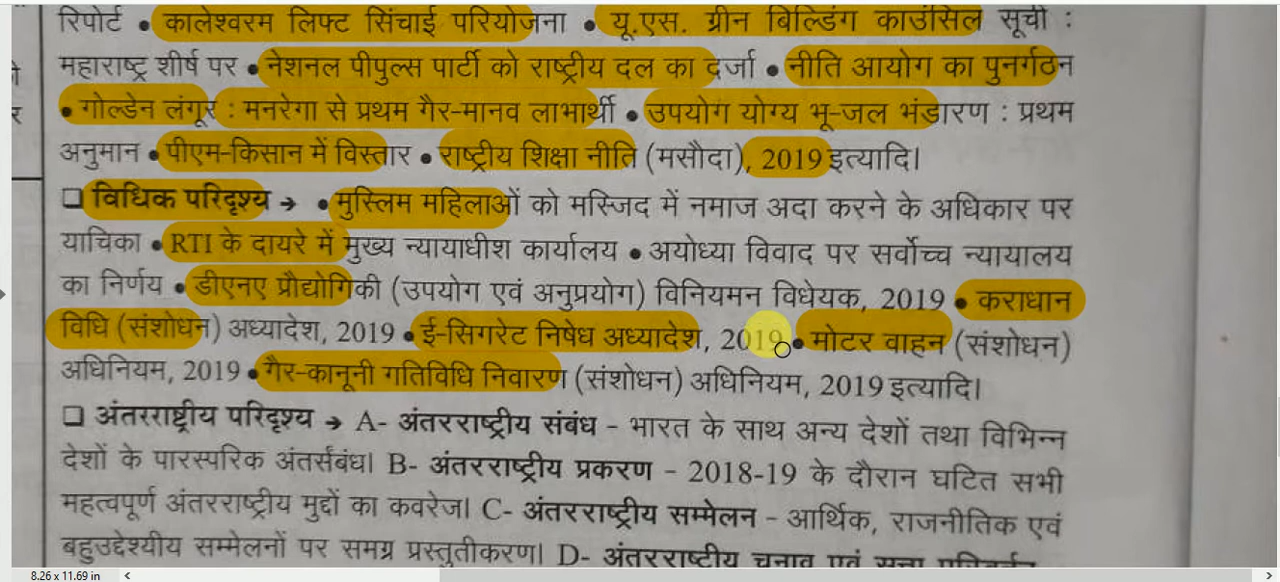 रिपोर्ट • कालेश्वरम लिफ्ट सिंचाई परियोजना • यू.एस. ग्रीन बिल्डिंग काउंसिल सूची :
महाराष्ट्र शीर्ष पर • नेशनल पीपुल्स पार्टी को राष्ट्रीय दल का दर्जा • नीति आयोग का पुनर्गठन
• गोल्डेन लंगूर : मनरेगा से प्रथम गैर-मानव लाभार्थी • उपयोग योग्य भू-जल भंडारण : प्रथम
अनुमान • पीएम-किसान में विस्तार • राष्ट्रीय शिक्षा नीति (मसौदा), 2019 इत्यादि।
❑ विधिक परिदृश्य → • मुस्लिम महिलाओं को मस्जिद में नमाज अदा करने के अधिकार पर
याचिका • RTI के दायरे में मुख्य न्यायाधीश कार्यालय • अयोध्या विवाद पर सर्वोच्च न्यायालय
का निर्णय • डीएनए प्रौद्योगिकी (उपयोग एवं अनुप्रयोग) विनियमन विधेयक, 2019 • कराधान
विधि (संशोधन) अध्यादेश, 2019 • ई-सिगरेट निषेध अध्यादेश, 2019 • मोटर वाहन (संशोधन)
अधिनियम, 2019 • गैर-कानूनी गतिविधि निवारण (संशोधन) अधिनियम, 2019 इत्यादि।
❑ अंतरराष्ट्रीय परिदृश्य → A- अंतरराष्ट्रीय संबंध - भारत के साथ अन्य देशों तथा विभिन्न
देशों के पारस्परिक अंतर्संबंध। B- अंतरराष्ट्रीय प्रकरण - 2018-19 के दौरान घटित सभी
महत्वपूर्ण अंतरराष्ट्रीय मुद्दों का कवरेज। C- अंतरराष्ट्रीय सम्मेलन - आर्थिक, राजनीतिक एवं
बहुउद्देश्यीय सम्मेलनों पर समग्र प्रस्तुतीकरण। D- अंतरराष्ट्रीय चुनाव एवं सत्ता
8.26 x 11.69 in